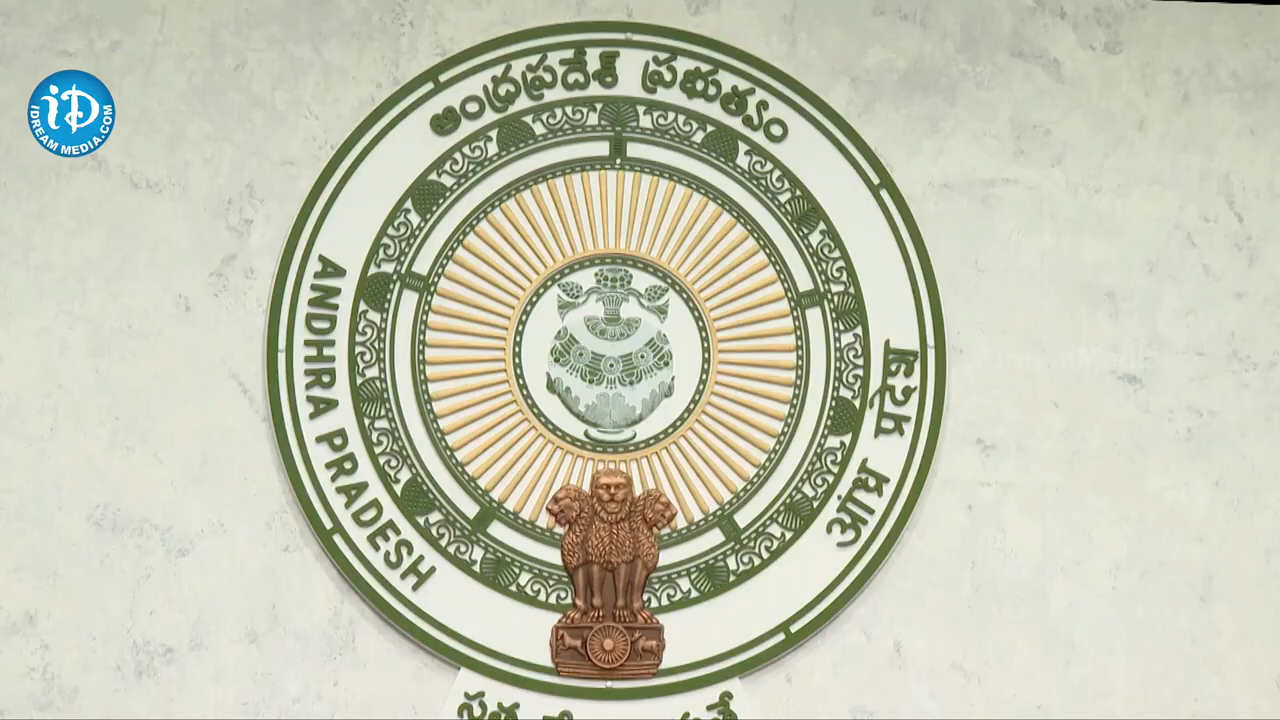 iD
IDREAM MEDIA.COM
ఆంధ్రప్రదేశ్ ప్రభుత్వం
ANDHRA PRADESH
आंध्र प्रदेश